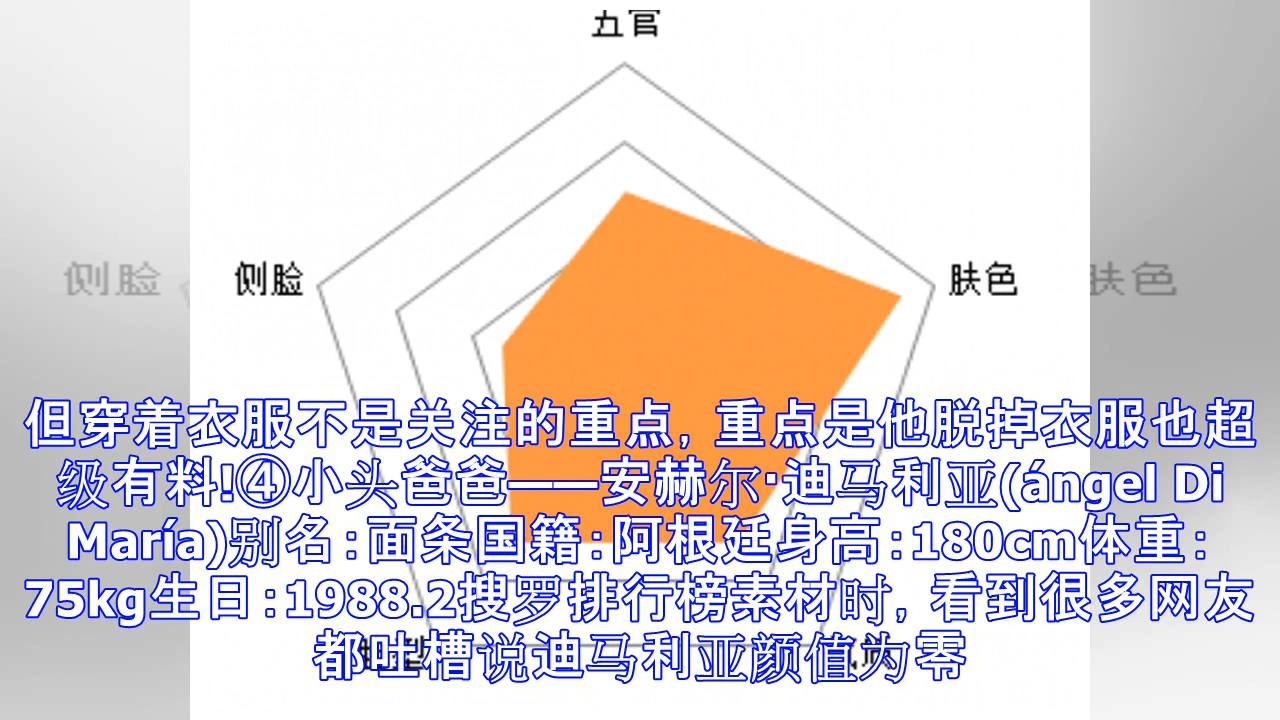 五官
侧脸
侧脸
肤色
肤色
但穿着衣服不是关注的重点, 重点是他脱掉衣服也超
级有料!④小头爸爸——安赫尔·迪马利亚(ángel Di
María)别名:面条国籍:阿根廷身高:180cm体重:
75kg生日:1988.2搜罗排行榜素材时, 看到很多网友
都吐槽说迪马利亚颜值为零